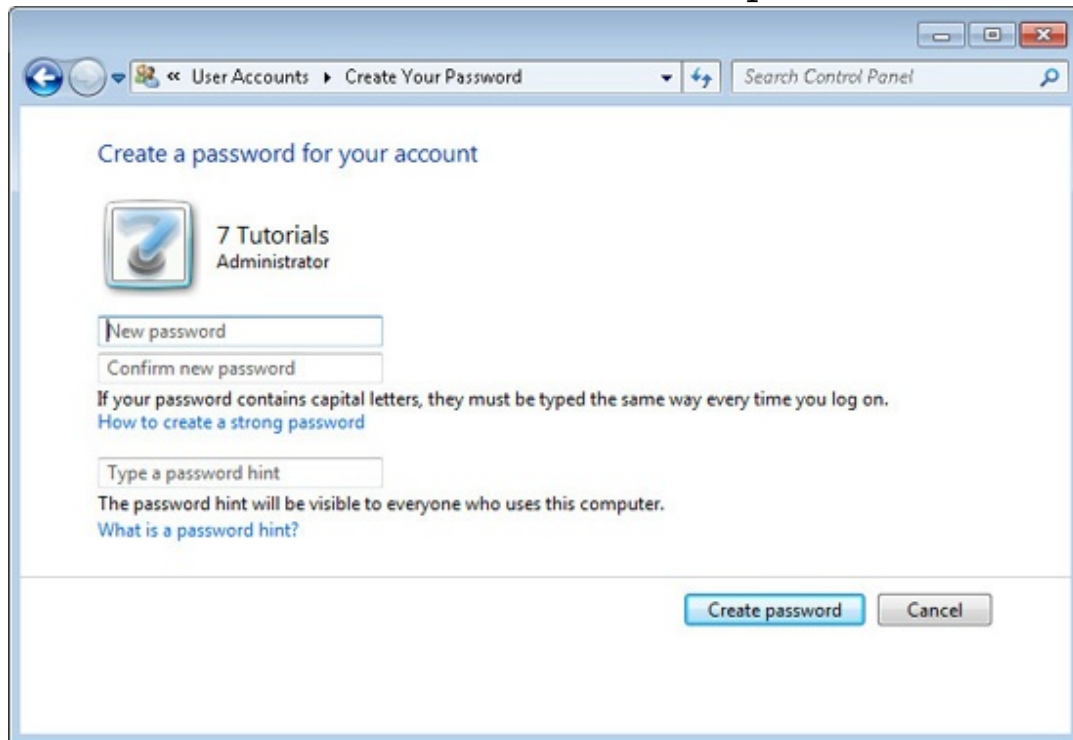 « User Accounts ▸ Create Your Password
Search Control Panel
Create a password for your account
7 Tutorials
Administrator
New password
Confirm new password
If your password contains capital letters, they must be typed the same way every time you log on.
How to create a strong password
Type a password hint
The password hint will be visible to everyone who uses this computer.
What is a password hint?
Create password Cancel